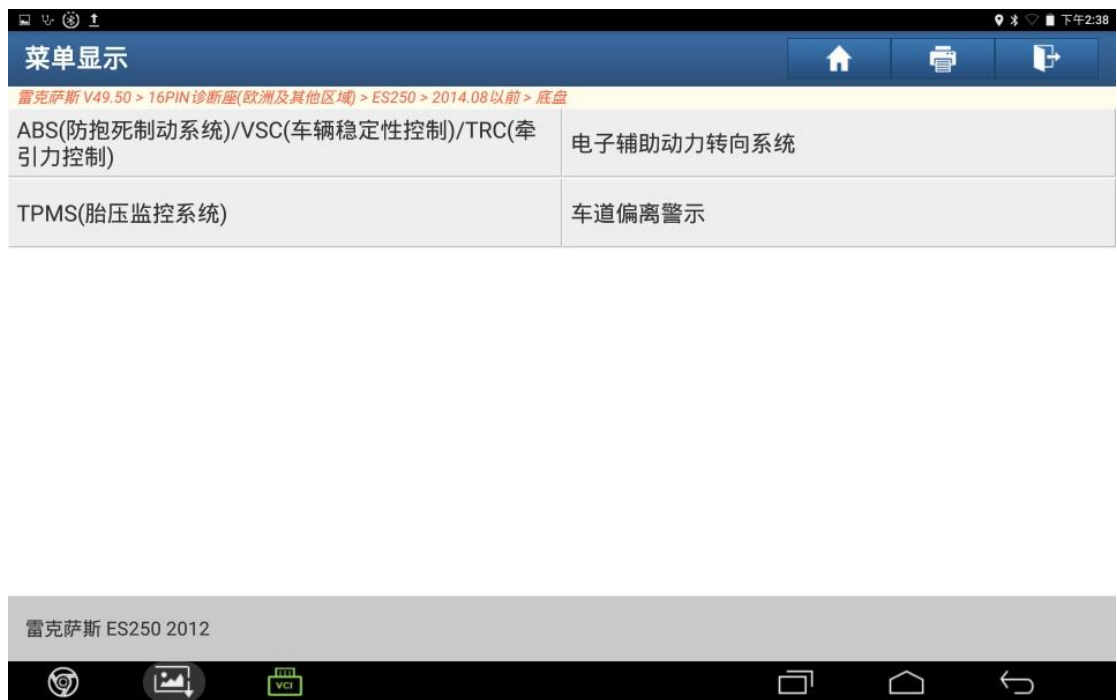 下午2:38
菜单显示
雷克萨斯 V49.50 > 16PIN诊断座(欧洲及其他区域) > ES250 > 2014.08以前 > 底盘
ABS(防抱死制动系统)/VSC(车辆稳定性控制)/TRC(牵
引力控制)
电子辅助动力转向系统
TPMS(胎压监控系统)
车道偏离警示
雷克萨斯 ES250 2012
VCI